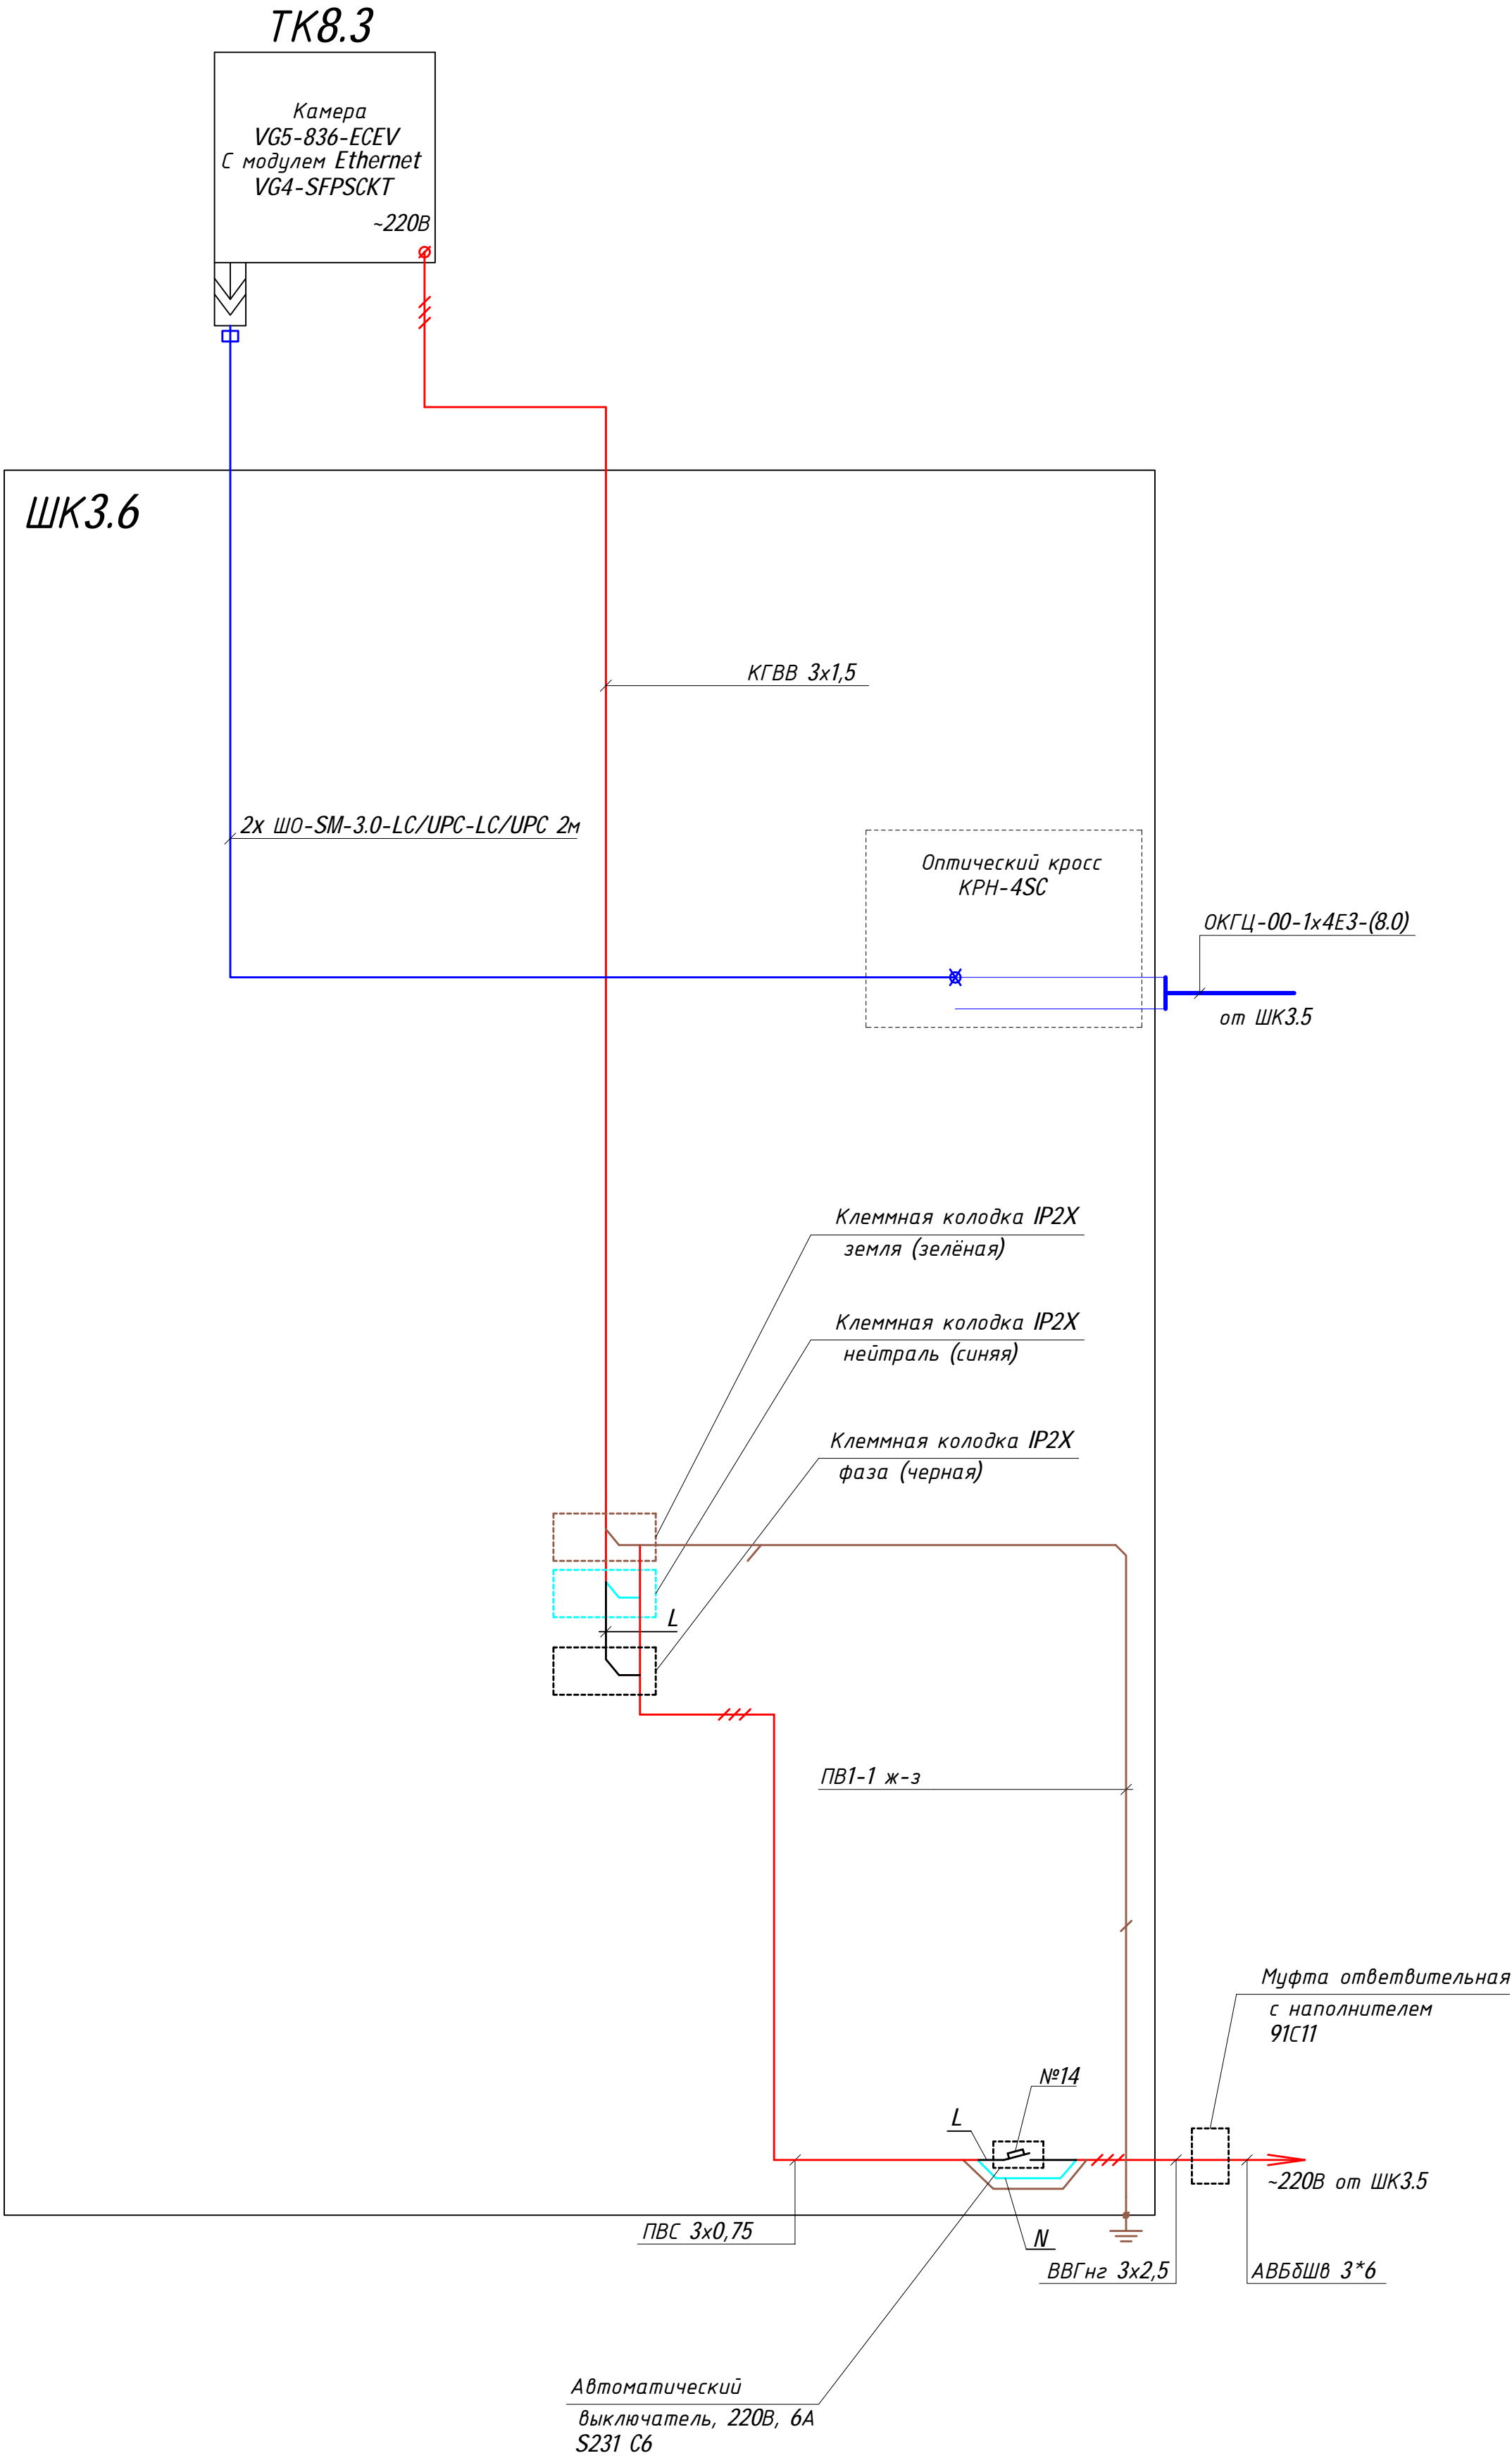 ТК8.3
Камера
VG5-836-ECEV
С модулем Ethernet
VG4-SFPSCKT
~220В
ШК3.6
КГВВ 3х1,5
2х ШО-SM-3.0-LC/UPC-LC/UPC 2м
Оптический кросс
КРН-4SC
ОКГЦ-00-1х4Е3-(8.0)
от ШК3.5
Клеммная колодка IP2X
земля (зелёная)
Клеммная колодка IP2X
нейтраль (синяя)
Клеммная колодка IP2X
фаза (черная)
L
ПВ1-1 ж-з
Муфта ответвительная
с наполнителем
91С11
№14
L
~220В от ШК3.5
ПВС 3х0,75
N
ВВГнг 3х2,5
АВБбШв 3*6
Автоматический
выключатель, 220В, 6А
S231 C6